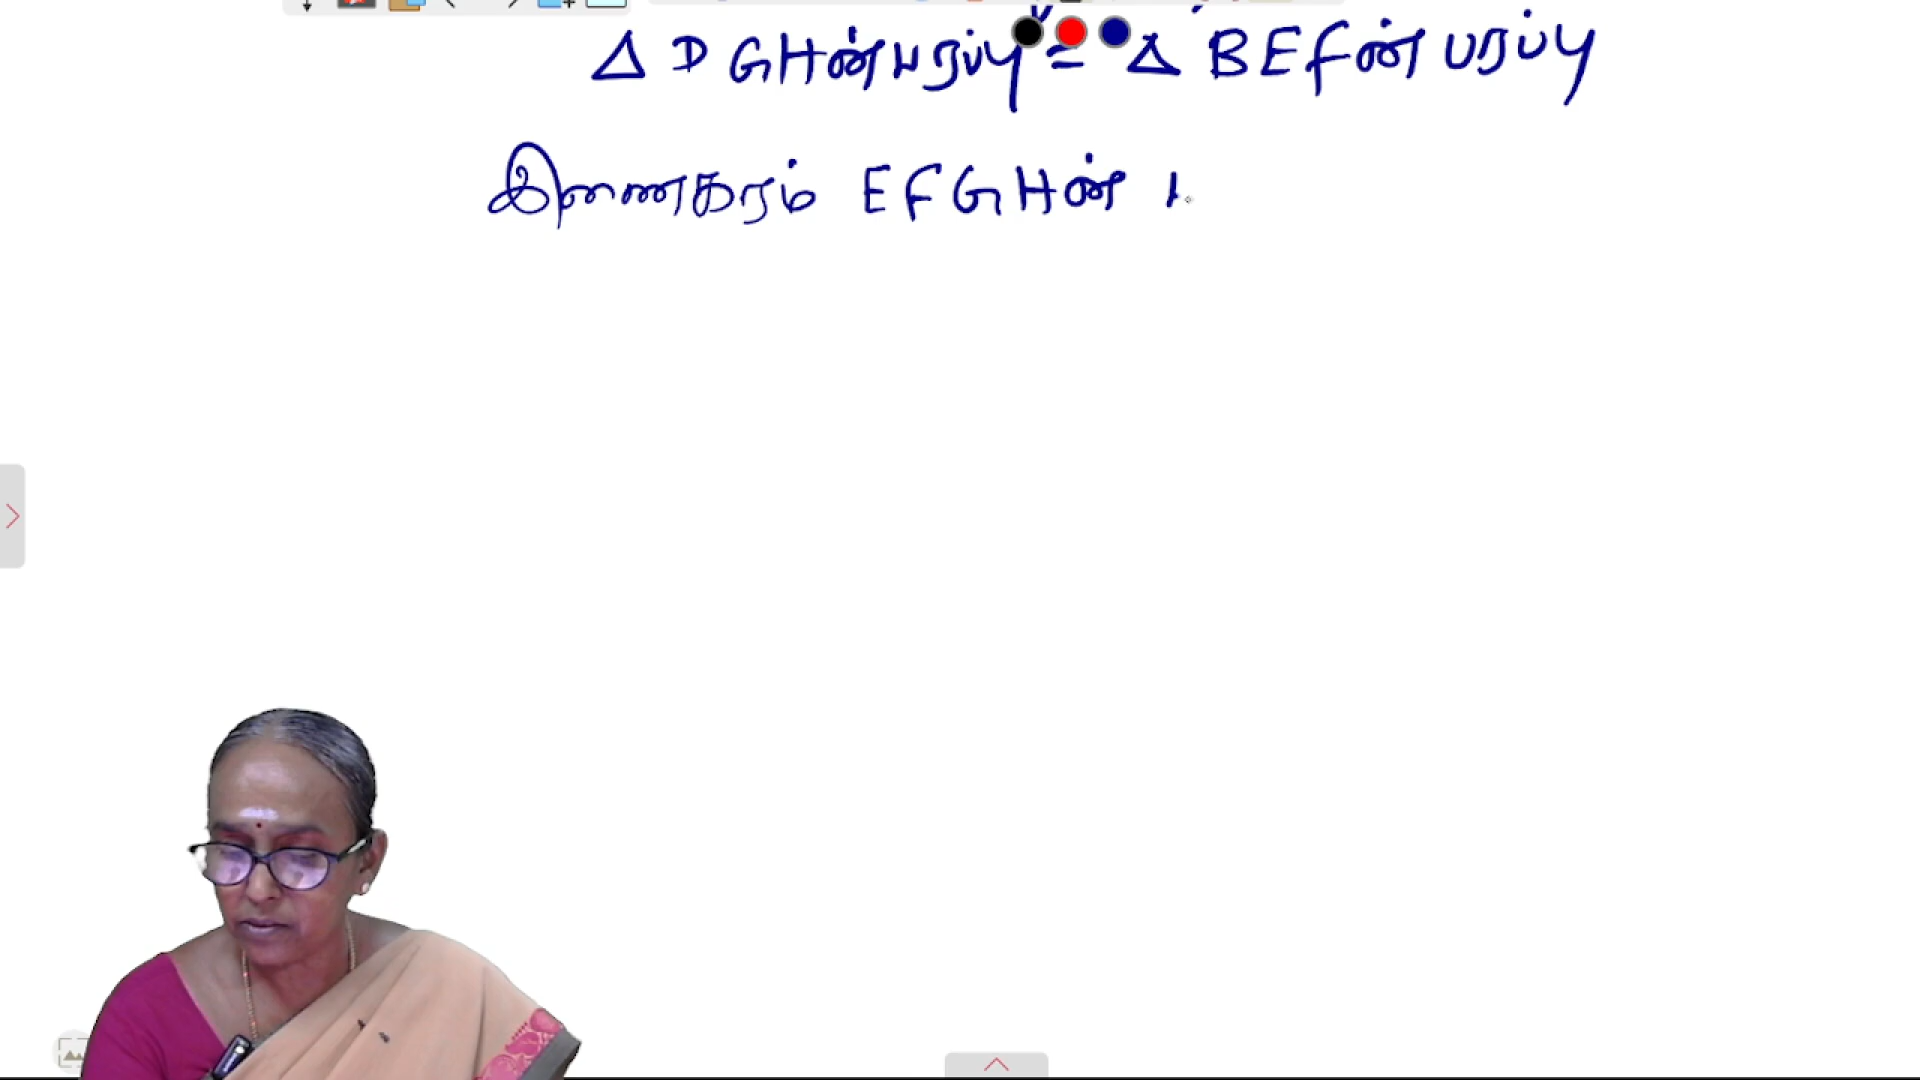 Δ DGHன் பரப்பு = Δ BEFன் பரப்பு
இணைகரம் EFGHன்